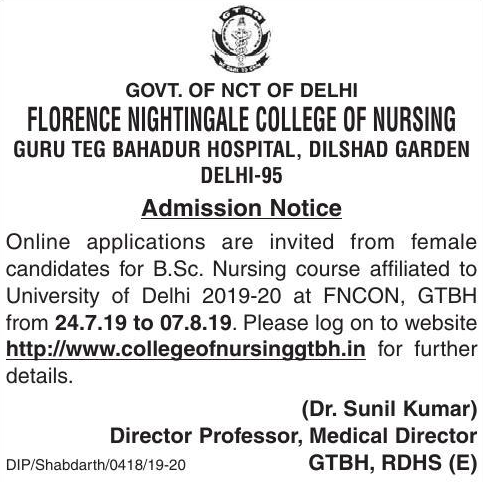 GTBH
GOVT. OF NCT OF DELHI
FLORENCE NIGHTINGALE COLLEGE OF NURSING
GURU TEG BAHADUR HOSPITAL, DILSHAD GARDEN
DELHI-95
Admission Notice
Online applications are invited from female
candidates for B.Sc. Nursing course affiliated to
University of Delhi 2019-20 at FNCON, GTBH
from 24.7.19 to 07.8.19. Please log on to website
http://www.collegeofnursinggtbh.in for further
details.
(Dr. Sunil Kumar)
Director Professor, Medical Director
DIP/Shabdarth/0418/19-20 GTBH, RDHS (E)